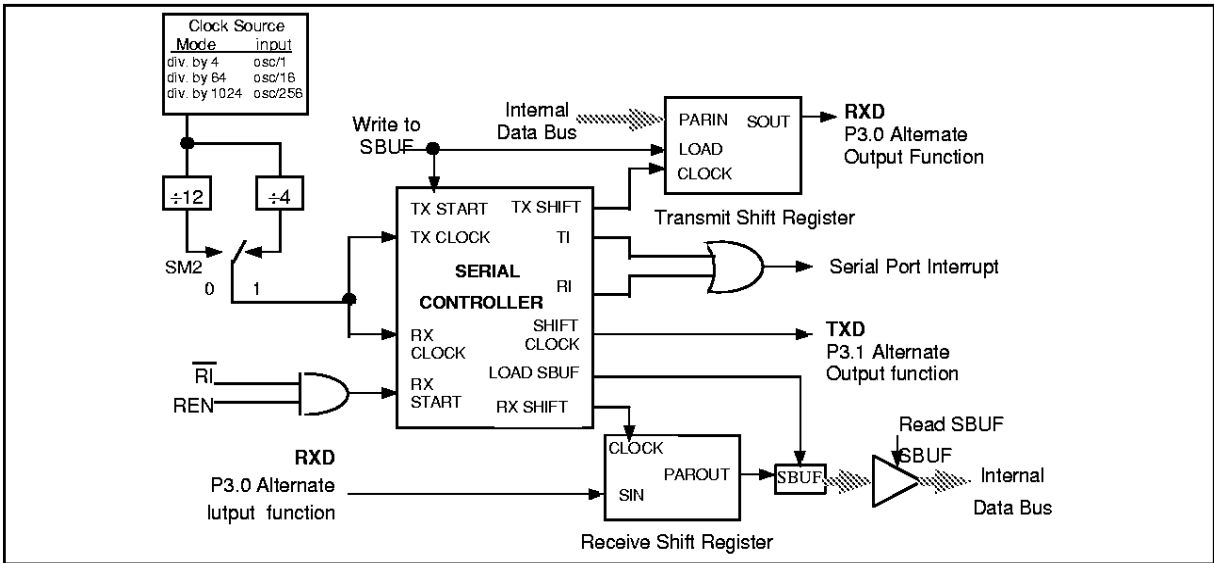 Clock Source
Mode input
div. by 4 osc/1
div. by 64 osc/16
div. by 1024 osc/256
÷12
÷4
SM2
0 1
Write to
SBUF
Internal
Data Bus
PARIN SOUT
LOAD
CLOCK
RXD
P3.0 Alternate
Output Function
Transmit Shift Register
TX START TX SHIFT
TX CLOCK TI
SERIAL
RI
CONTROLLER
RX
CLOCK
SHIFT
CLOCK
LOAD SBUF
RX
START
RX SHIFT
Serial Port Interrupt
TXD
P3.1 Alternate
Output function
RI
REN
RXD
P3.0 Alternate
Iutput function
CLOCK
PAROUT
SIN
Receive Shift Register
SBUF
Read SBUF
SBUF
Internal
Data Bus